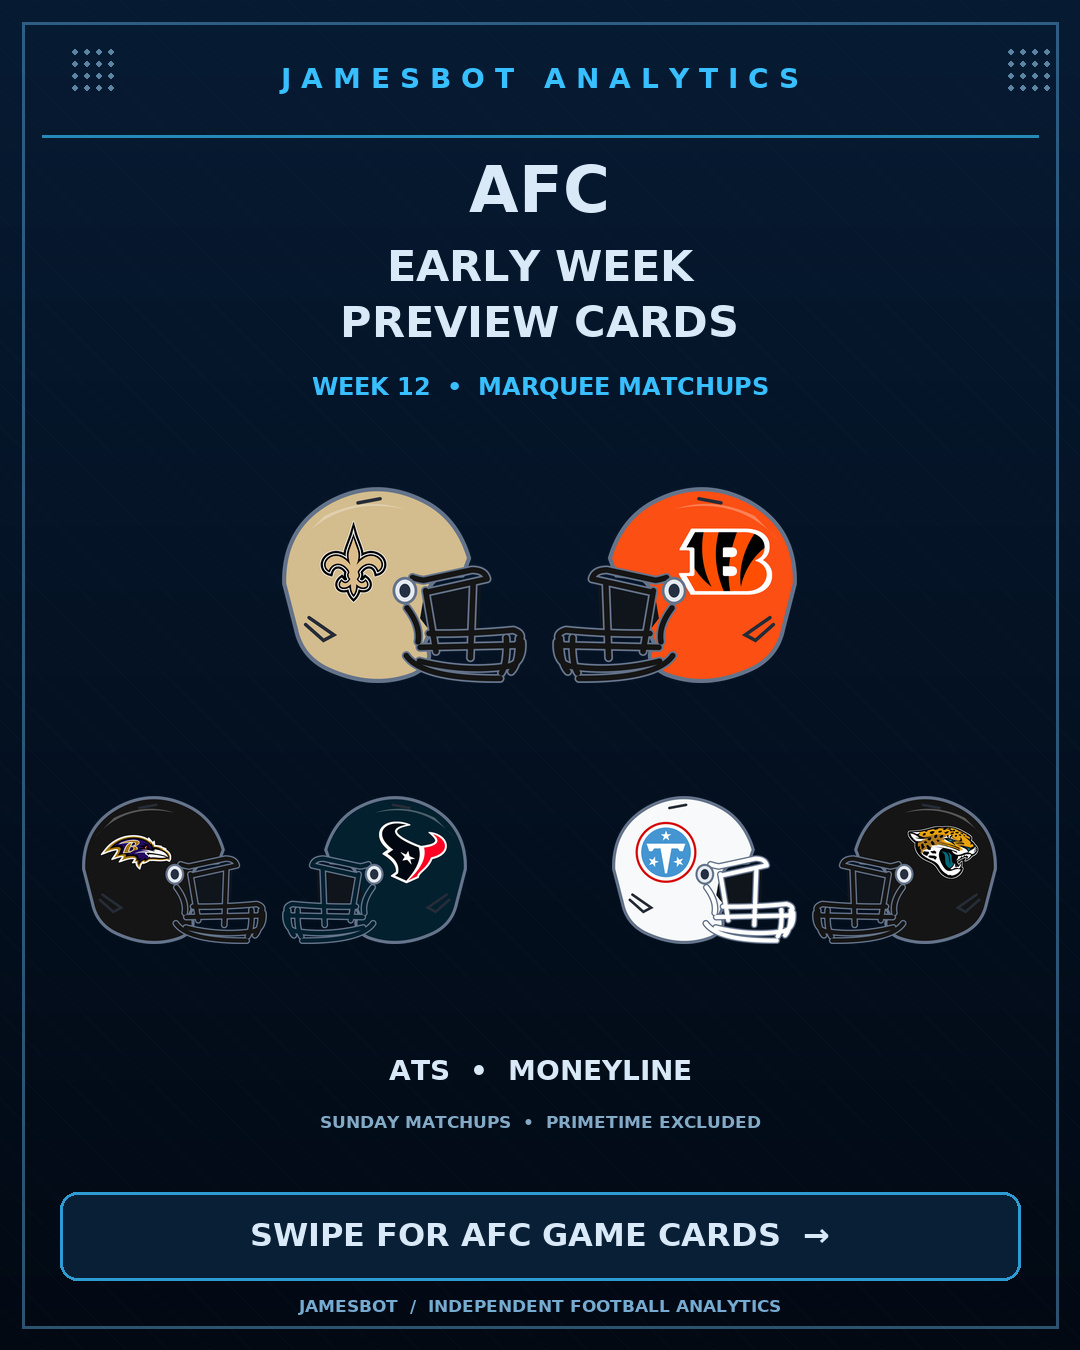 JAMESBOT ANALYTICS
AFC
EARLY WEEK
PREVIEW CARDS
WEEK 12 • MARQUEE MATCHUPS
ATS • MONEYLINE
SUNDAY MATCHUPS • PRIMETIME EXCLUDED
SWIPE FOR AFC GAME CARDS →
JAMESBOT / INDEPENDENT FOOTBALL ANALYTICS